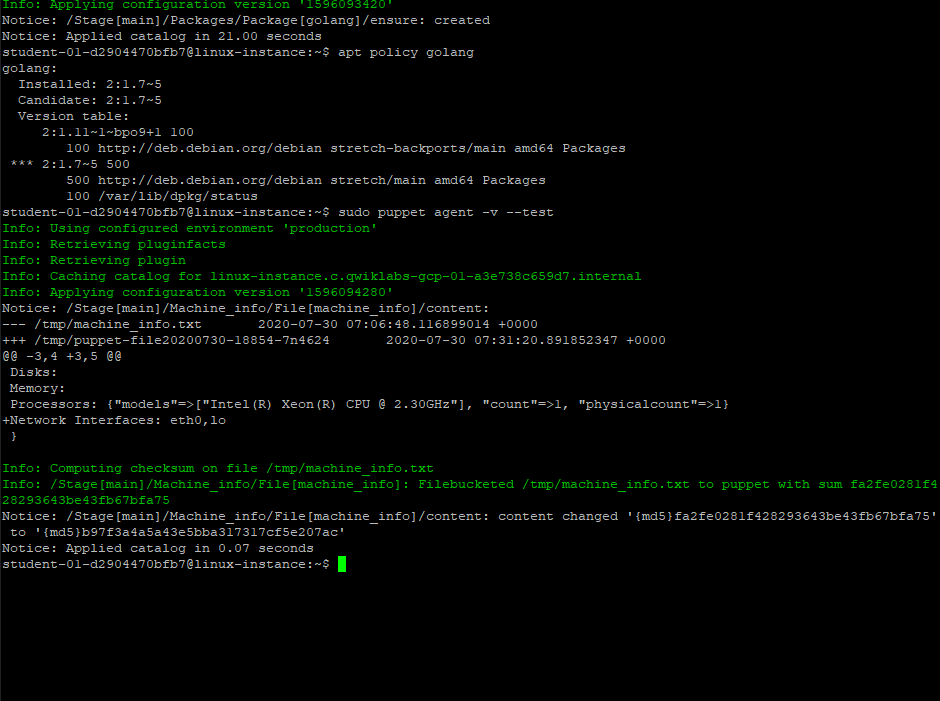 Info: Applying configuration version '1596093420'
Notice: /Stage[main]/Packages/Package[golang]/ensure: created
Notice: Applied catalog in 21.00 seconds
student-01-d2904470bfb7@linux-instance:~$ apt policy golang
golang:
  Installed: 2:1.7~5
  Candidate: 2:1.7~5
  Version table:
     2:1.11~1~bpo9+1 100
        100 http://deb.debian.org/debian stretch-backports/main amd64 Packages
 *** 2:1.7~5 500
        500 http://deb.debian.org/debian stretch/main amd64 Packages
        100 /var/lib/dpkg/status
student-01-d2904470bfb7@linux-instance:~$ sudo puppet agent -v --test
Info: Using configured environment 'production'
Info: Retrieving pluginfacts
Info: Retrieving plugin
Info: Caching catalog for linux-instance.c.qwiklabs-gcp-01-a3e738c659d7.internal
Info: Applying configuration version '1596094280'
Notice: /Stage[main]/Machine_info/File[machine_info]/content:
--- /tmp/machine_info.txt       2020-07-30 07:06:48.116899014 +0000
+++ /tmp/puppet-file20200730-18854-7n4624       2020-07-30 07:31:20.891852347 +0000
@@ -3,4 +3,5 @@
 Disks:
 Memory:
 Processors: {"models"=>["Intel(R) Xeon(R) CPU @ 2.30GHz"], "count"=>1, "physicalcount"=>1}
+Network Interfaces: eth0,lo
 }

Info: Computing checksum on file /tmp/machine_info.txt
Info: /Stage[main]/Machine_info/File[machine_info]: Filebucketed /tmp/machine_info.txt to puppet with sum fa2fe0281f4
28293643be43fb67bfa75
Notice: /Stage[main]/Machine_info/File[machine_info]/content: content changed '{md5}fa2fe0281f428293643be43fb67bfa75'
 to '{md5}b97f3a4a5a43e5bba317317cf5e207ac'
Notice: Applied catalog in 0.07 seconds
student-01-d2904470bfb7@linux-instance:~$